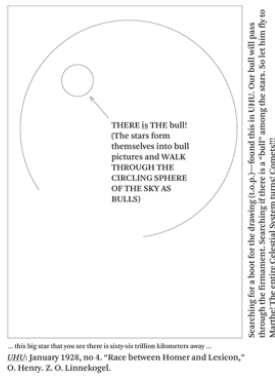 THERE is THE bull!
(The stars form
themselves into bull
pictures and WALK
THROUGH THE
CIRCLING SPHERE
OF THE SKY AS
BULLS)
Searching for a boot for the drawing (t.o.p.)—found this in UHU. Our bull will pass
through the firmament. Searching if there is a “bull” among the stars. So let him fly to
Marthe! The entire Celestial System turns! Comets!!!
... this big star that you see there is sixty-six trillion kilometers away ...
UHU: January 1928, no 4. “Race between Homer and Lexicon,”
O. Henry. Z. O. Linnekogel.